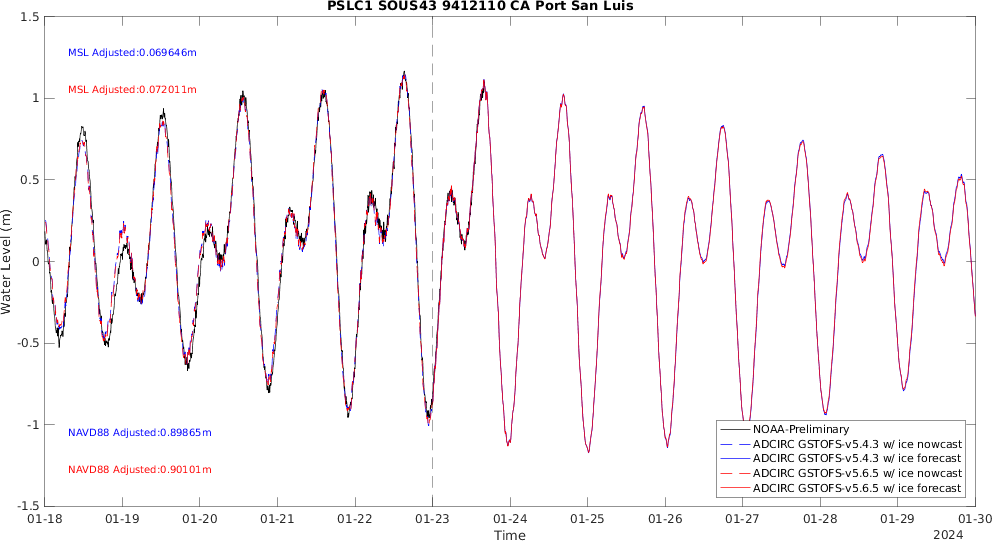 PSLC1 SOUS43 9412110 CA Port San Luis
1.5
MSL Adjusted:0.069646m
1
MSL Adjusted:0.072011m
0.5
0
Water Level (m)
-0.5
-1
NAVD88 Adjusted:0.89865m
NAVD88 Adjusted:0.90101m
-1.5
NOAA-Preliminary
ADCIRC GSTOFS-v5.4.3 w/ ice nowcast
ADCIRC GSTOFS-v5.4.3 w/ ice forecast
ADCIRC GSTOFS-v5.6.5 w/ ice nowcast
ADCIRC GSTOFS-v5.6.5 w/ ice forecast
01-18 01-19 01-20 01-21 01-22 01-23 01-24 01-25 01-26 01-27 01-28 01-29 01-30
Time
2024